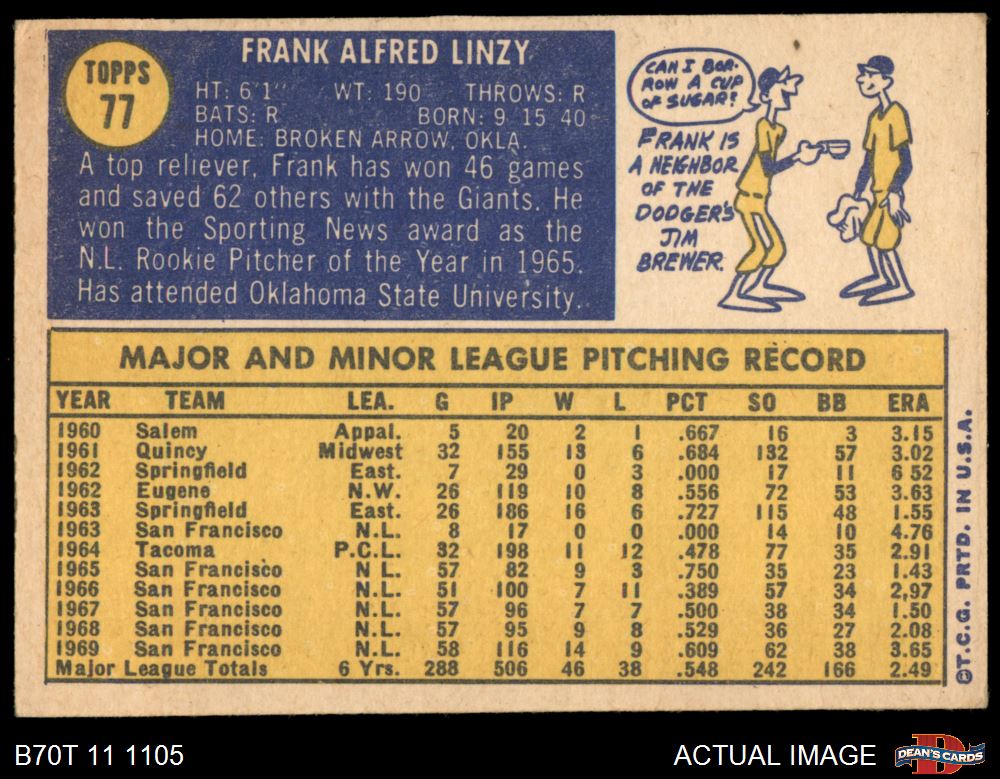 TOPPS
77
FRANK ALFRED LINZY
HT: 6'1" WT: 190 THROWS: R
BATS: R BORN: 9 15 40
HOME: BROKEN ARROW, OKLA.
A top reliever, Frank has won 46 games
and saved 62 others with the Giants. He
won the Sporting News award as the
N.L. Rookie Pitcher of the Year in 1965.
Has attended Oklahoma State University.
CAN I BOR-
ROW A CUP
OF SUGAR?
FRANK IS
A NEIGHBOR
OF THE
DODGER'S
JIM
BREWER.
MAJOR AND MINOR LEAGUE PITCHING RECORD
YEAR TEAM LEA. G IP W L PCT SO BB ERA
1960 Salem Appal. 5 20 2 1 .667 16 3 3.15
1961 Quincy Midwest 32 155 13 6 .684 132 57 3.02
1962 Springfield East. 7 29 0 3 .000 17 11 6 52
1962 Eugene N.W. 26 119 10 8 .556 72 53 3.63
1963 Springfield East. 26 186 16 6 .727 115 48 1.55
1963 San Francisco N.L. 8 17 0 0 .000 14 10 4.76
1964 Tacoma P.C.L. 32 198 11 12 .478 77 35 2.91
1965 San Francisco N L. 57 82 9 3 .750 35 23 1.43
1966 San Francisco N.L. 51 100 7 11 .389 57 34 2,97
1967 San Francisco N.L. 57 96 7 7 .500 38 34 1.50
1968 San Francisco N.L. 57 95 9 8 .529 36 27 2.08
1969 San Francisco N.L. 58 116 14 9 .609 62 38 3.65
Major League Totals 6 Yrs. 288 506 46 38 .548 242 166 2.49
©T.C.G. PRTD. IN U.S.A.
B70T 11 1105
ACTUAL IMAGE
DEAN'S CARDS